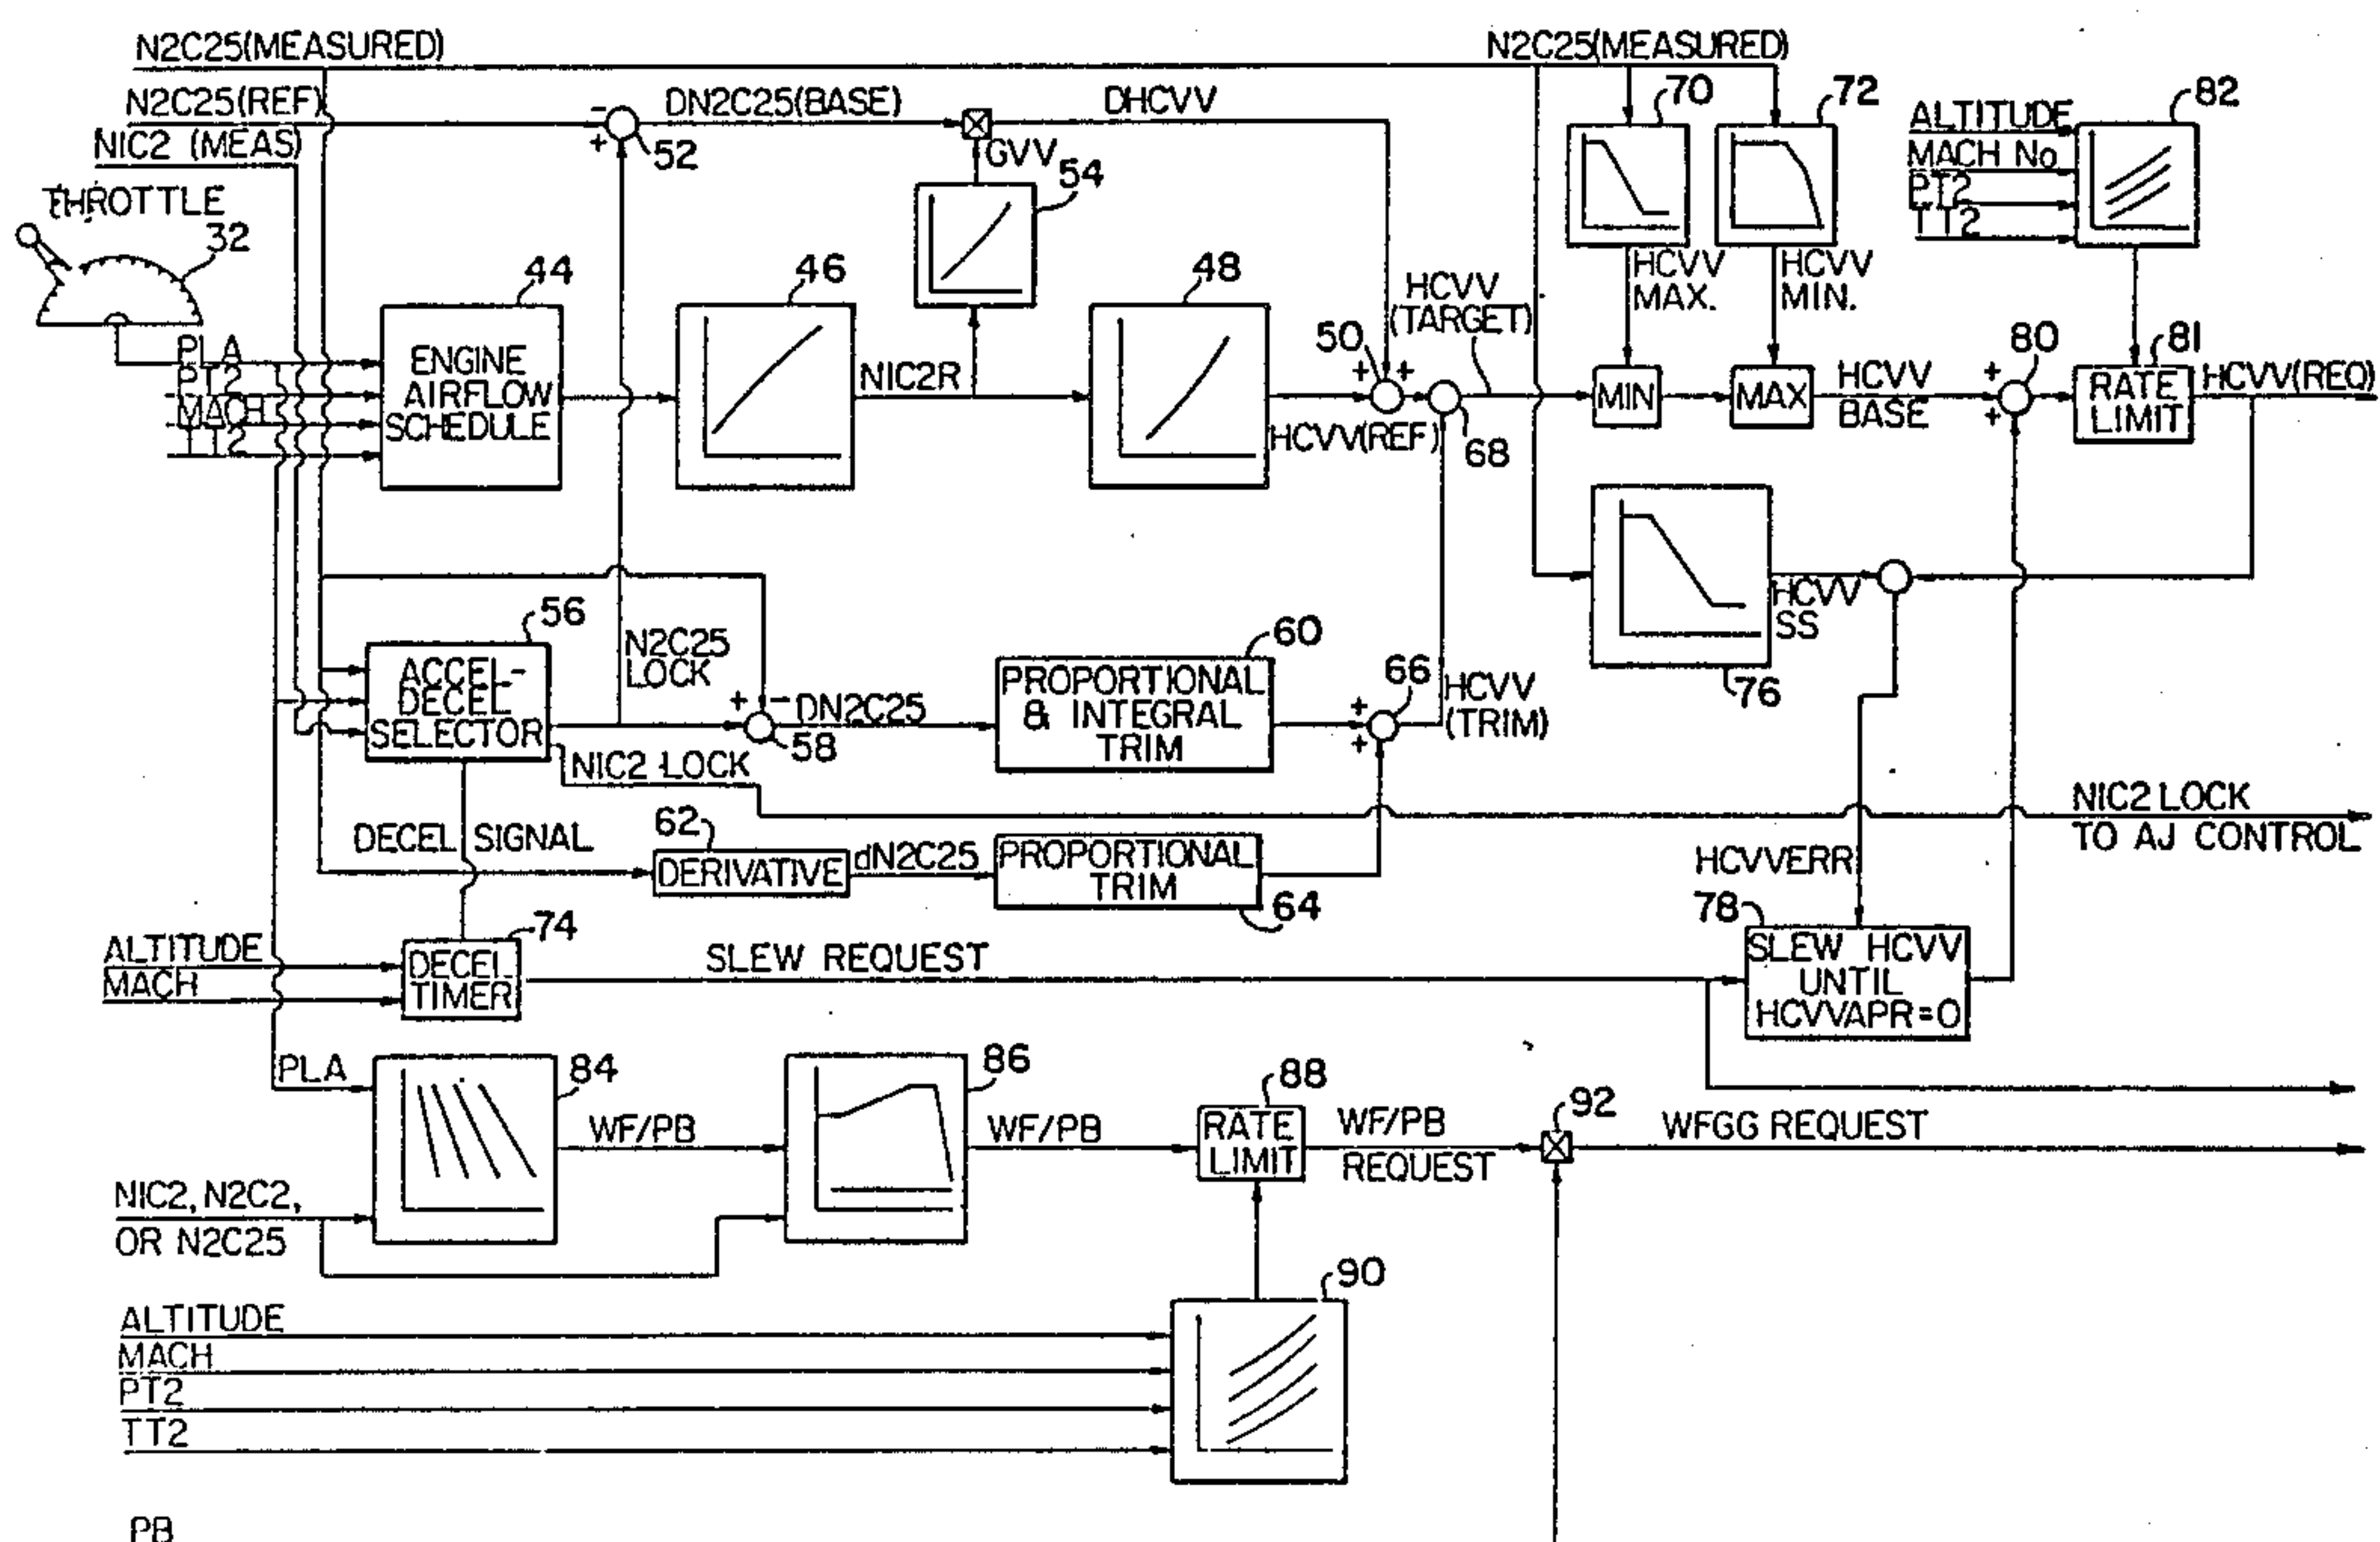 N2C25(MEASURED)
N2C25(MEASURED)
N2C25(REF)
-
+
52
DN2C25(BASE)
DHCVV
GVV
54
70
72
82
ALTITUDE
MACH No
PT2
TT2
NIC2 (MEAS)
THROTTLE
32
44
46
48
HCVV
MAX.
HCVV
MIN.
HCVV
(TARGET)
PLA
PT2
MACH
TT2
ENGINE
AIRFLOW
SCHEDULE
NIC2R
HCVV(REF)
50
+
+
68
MIN
MAX
HCVV
BASE
+
+
80
81
RATE
LIMIT
HCVV(REQ)
56
ACCEL-
DECEL
SELECTOR
N2C25
LOCK
+
-
58
DN2C25
60
PROPORTIONAL
& INTEGRAL
TRIM
+
+
66
HCVV
(TRIM)
HCVV
SS
76
NIC2 LOCK
NIC2 LOCK
TO AJ CONTROL
DECEL SIGNAL
62
DERIVATIVE
dN2C25
PROPORTIONAL
TRIM
64
HCVVERR
78
SLEW HCVV
UNTIL
HCVVAPR=0
ALTITUDE
MACH
74
DECEL
TIMER
SLEW REQUEST
PLA
84
WF/PB
86
WF/PB
88
RATE
LIMIT
WF/PB
REQUEST
92
WFGG REQUEST
NIC2, N2C2,
OR N2C25
90
ALTITUDE
MACH
PT2
TT2
PB